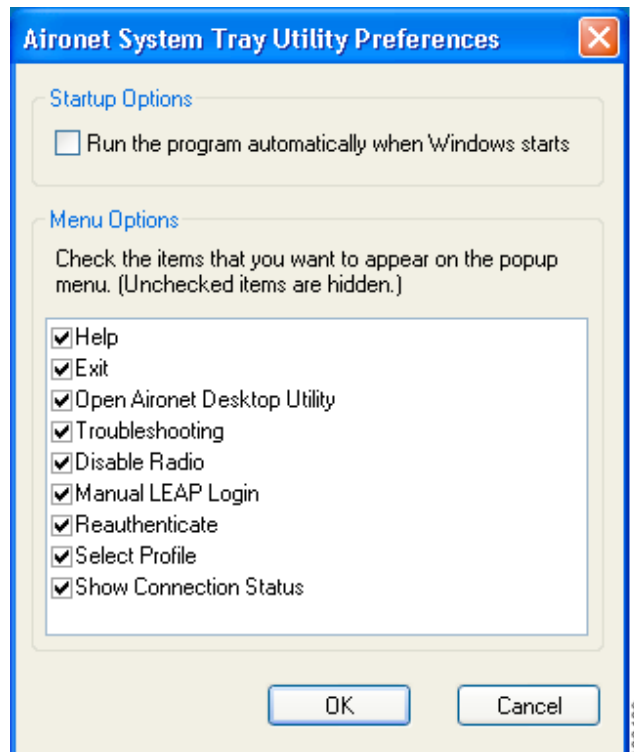 Aironet System Tray Utility Preferences
Startup Options
Run the program automatically when Windows starts
Menu Options
Check the items that you want to appear on the popup
menu. (Unchecked items are hidden.)
Help
Exit
Open Aironet Desktop Utility
Troubleshooting
Disable Radio
Manual LEAP Login
Reauthenticate
Select Profile
Show Connection Status
OK
Cancel